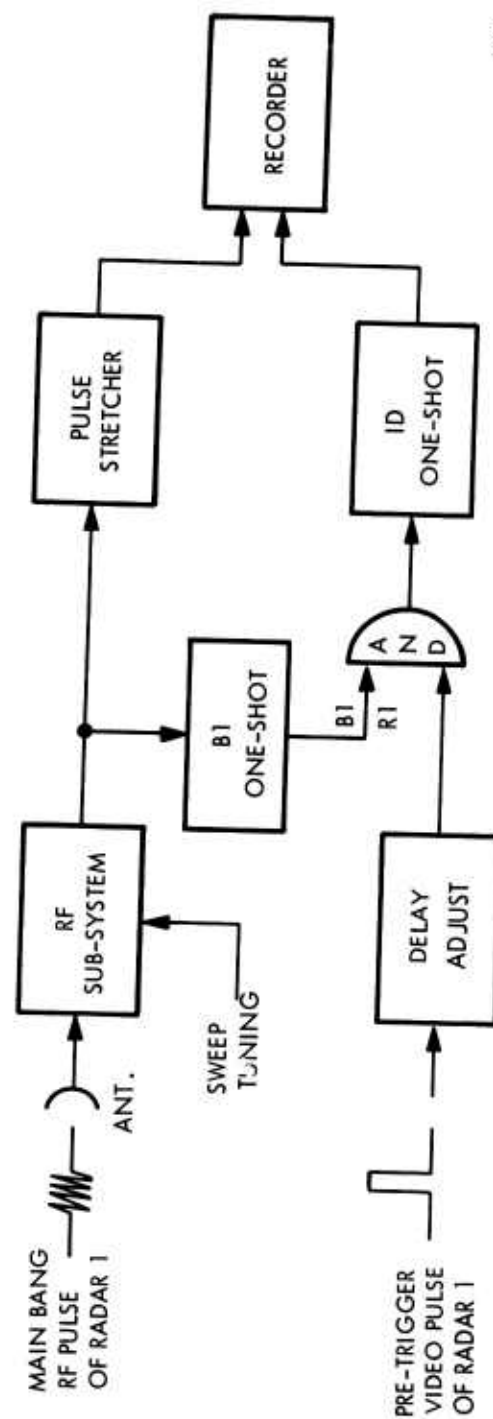 MAIN BANG
RF PULSE
OF RADAR 1
ANT.
RF
SUB-SYSTEM
SWEEP
TUNING
PULSE
STRETCHER
RECORDER
B1
ONE-SHOT
B1
R1
PRE-TRIGGER
VIDEO PULSE
OF RADAR 1
DELAY
ADJUST
A
N
D
ID
ONE-SHOT